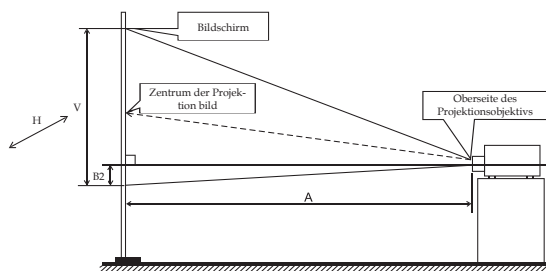 Bildschirm
Zentrum der Projek-
tion bild
Oberseite des
Projektionsobjektivs
H
V
B2
A